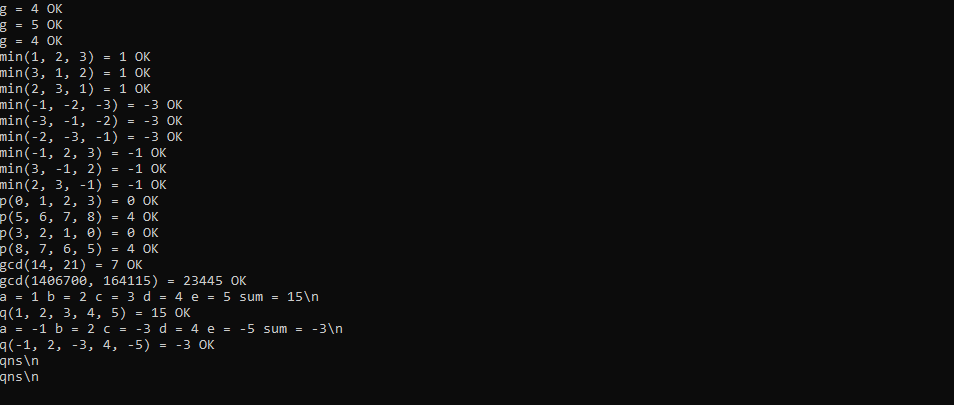 g = 4 OK
g = 5 OK
g = 4 OK
min(1, 2, 3) = 1 OK
min(3, 1, 2) = 1 OK
min(2, 3, 1) = 1 OK
min(-1, -2, -3) = -3 OK
min(-3, -1, -2) = -3 OK
min(-2, -3, -1) = -3 OK
min(-1, 2, 3) = -1 OK
min(3, -1, 2) = -1 OK
min(2, 3, -1) = -1 OK
p(0, 1, 2, 3) = 0 OK
p(5, 6, 7, 8) = 4 OK
p(3, 2, 1, 0) = 0 OK
p(8, 7, 6, 5) = 4 OK
gcd(14, 21) = 7 OK
gcd(1406700, 164115) = 23445 OK
a = 1 b = 2 c = 3 d = 4 e = 5 sum = 15\n
q(1, 2, 3, 4, 5) = 15 OK
a = -1 b = 2 c = -3 d = 4 e = -5 sum = -3\n
q(-1, 2, -3, 4, -5) = -3 OK
qns\n
qns\n